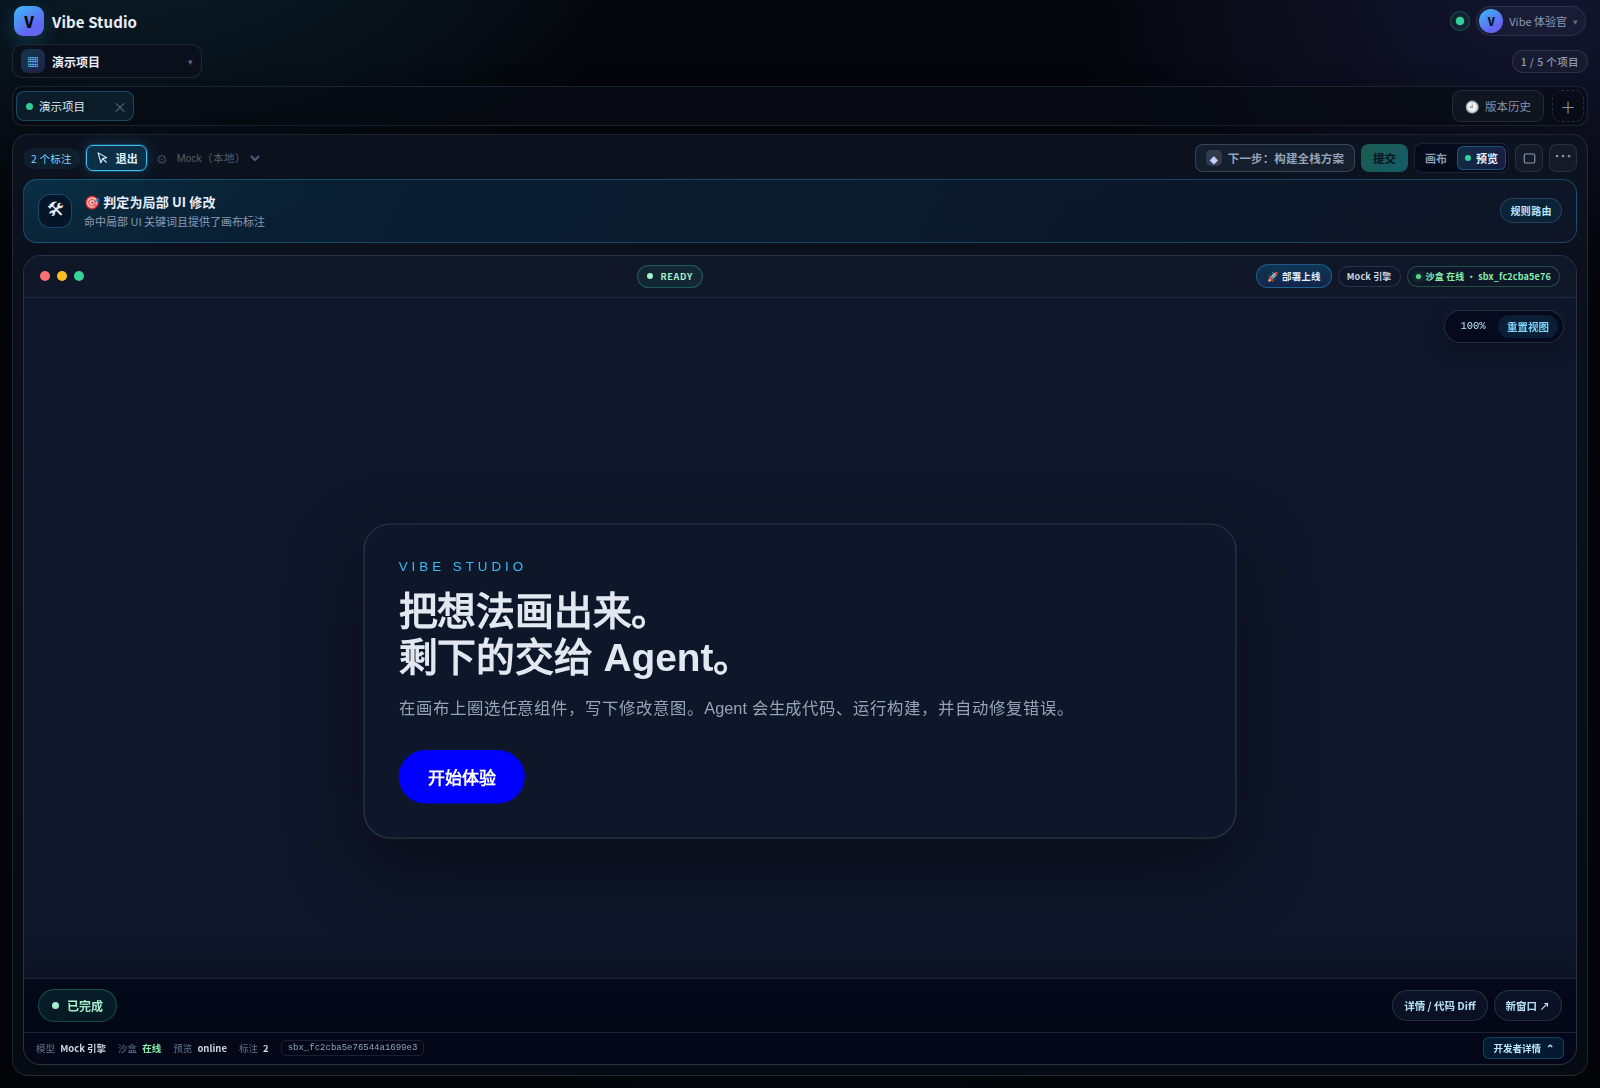 V Vibe Studio
V Vibe 体验官
演示项目
1 / 5 个项目
演示项目
版本历史
2 个标注
退出
Mock（本地）
下一步：构建全栈方案
提交
画布
预览
🎯 判定为局部 UI 修改
命中局部 UI 关键词且提供了画布标注
规则路由
READY
🚀 部署上线
Mock 引擎
沙盒 在线 · sbx_fc2cba5e76
100%
重置视图
VIBE STUDIO
把想法画出来。
剩下的交给 Agent。
在画布上圈选任意组件，写下修改意图。Agent 会生成代码、运行构建，并自动修复错误。
开始体验
已完成
详情 / 代码 Diff
新窗口 ↗
模型 Mock 引擎 沙盒 在线 预览 online 标注 2 sbx_fc2cba5e76544a1699e3
开发者详情